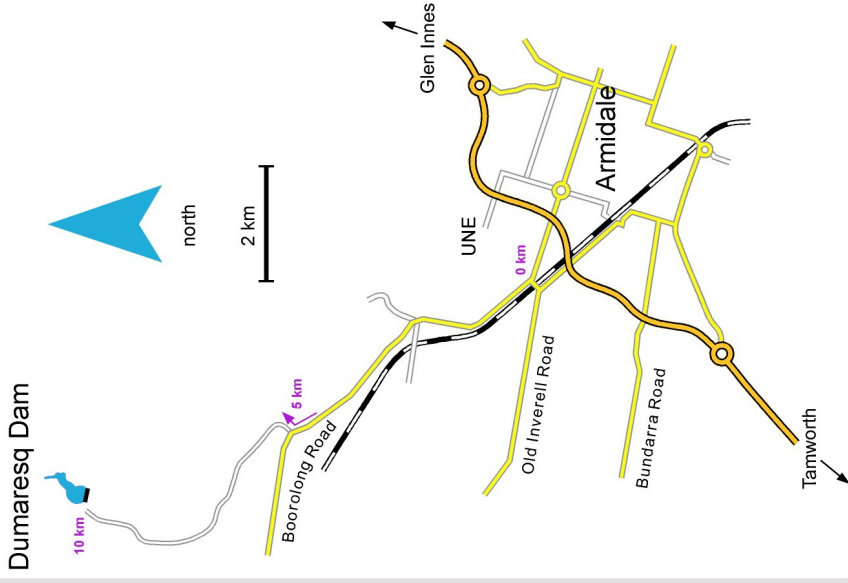 Dumaresq Dam
10 km
north
2 km
Glen Innes
UNE
0 km
Armidale
5 km
Boorolong Road
Old Inverell Road
Bundarra Road
Tamworth